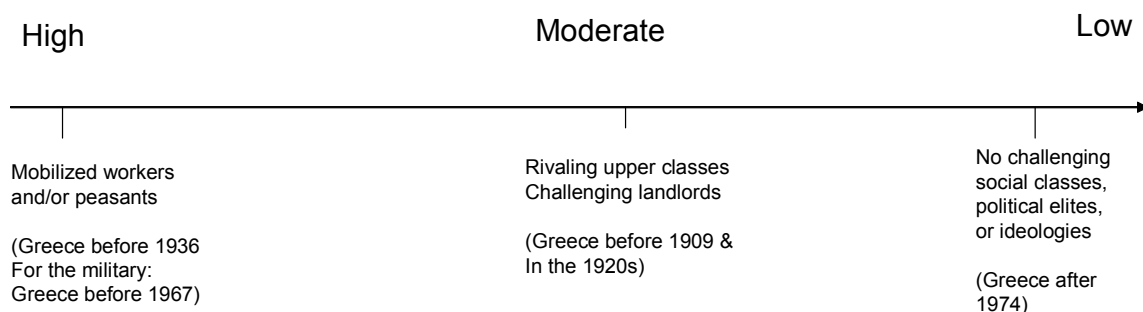 High
Moderate
Low
Mobilized workers
and/or peasants
(Greece before 1936
For the military:
Greece before 1967)
Rivaling upper classes
Challenging landlords
(Greece before 1909 &
In the 1920s)
No challenging
social classes,
political elites,
or ideologies
(Greece after
1974)